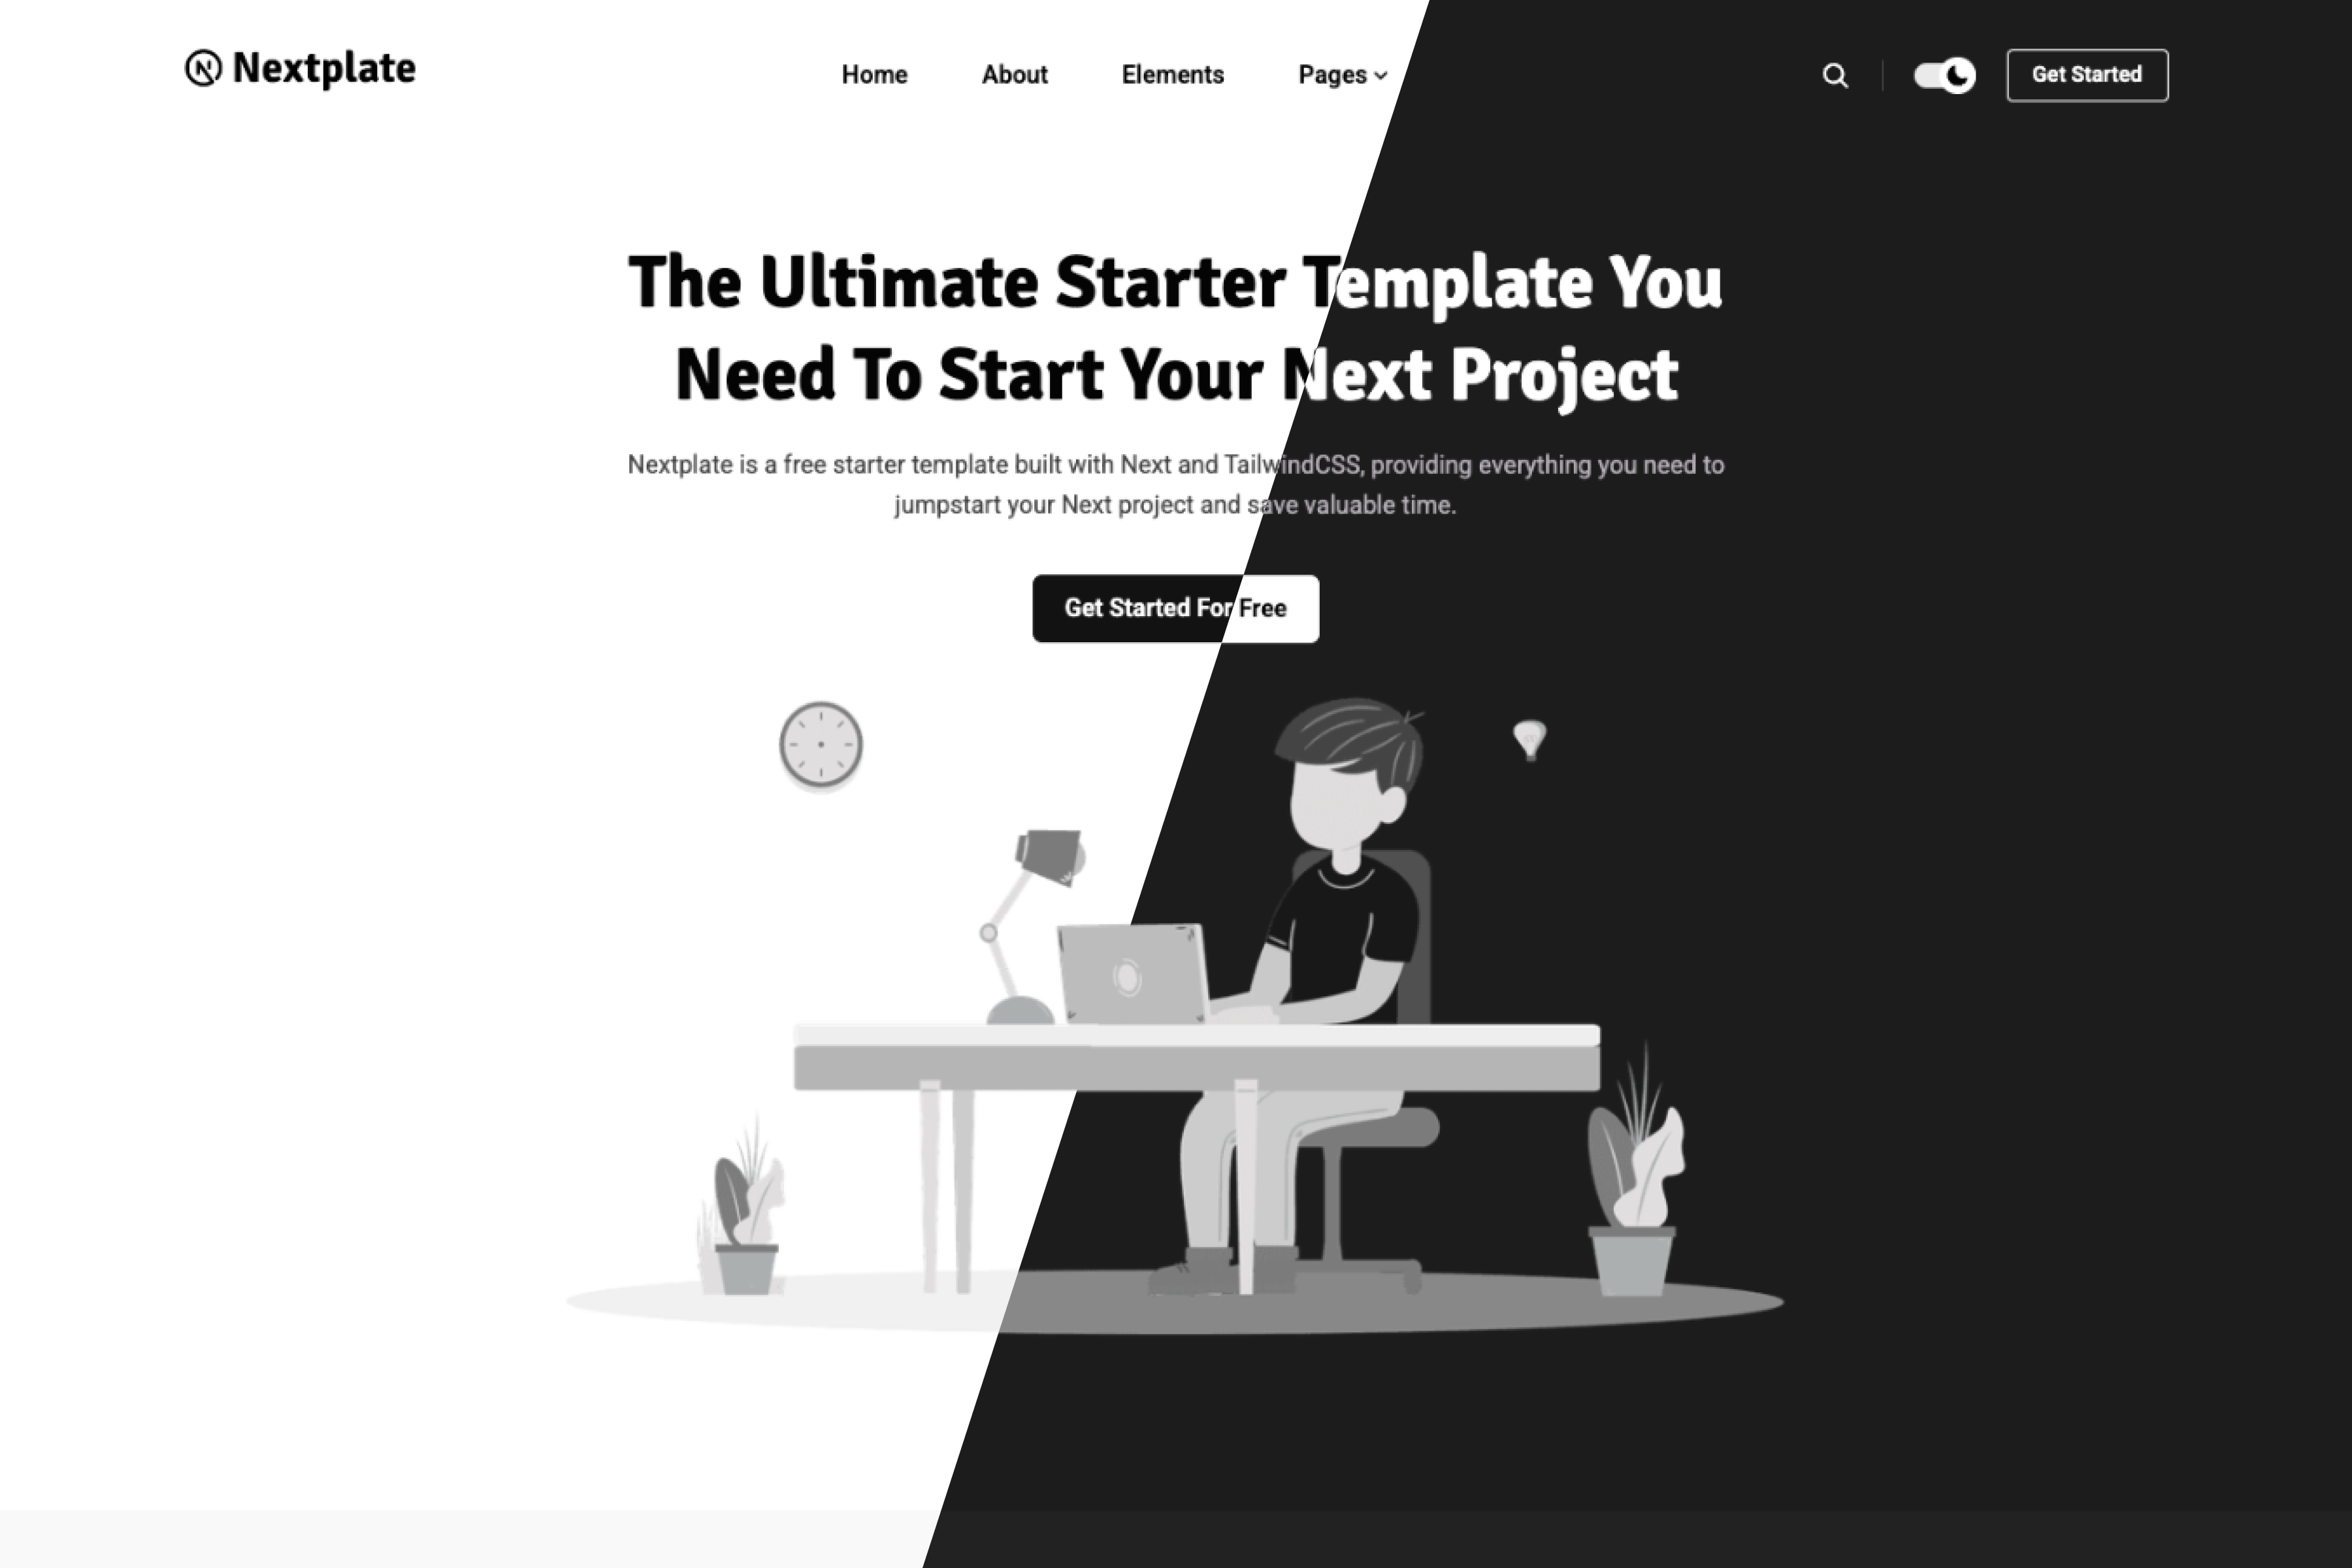 Nextplate
Home About Elements Pages
Get Started
The Ultimate Starter Template You
Need To Start Your Next Project
Nextplate is a free starter template built with Next and TailwindCSS, providing everything you need to
jumpstart your Next project and save valuable time.
Get Started For Free